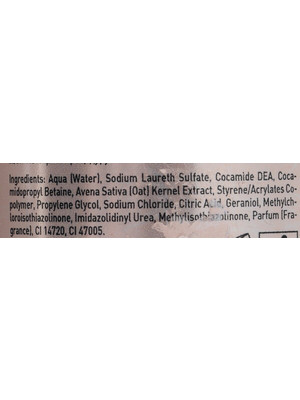 Ingredients: Aqua (Water), Sodium Laureth Sulfate, Cocamide DEA, Coca-
midopropyl Betaine, Avena Sativa (Oat) Kernel Extract, Styrene/Acrylates Co-
polymer, Propylene Glycol, Sodium Chloride, Citric Acid, Geraniol, Methylch-
loroisothiazolinone, Imidazolidinyl Urea, Methylisothiazolinone, Parfum (Fra-
grance), CI 14720, CI 47005.